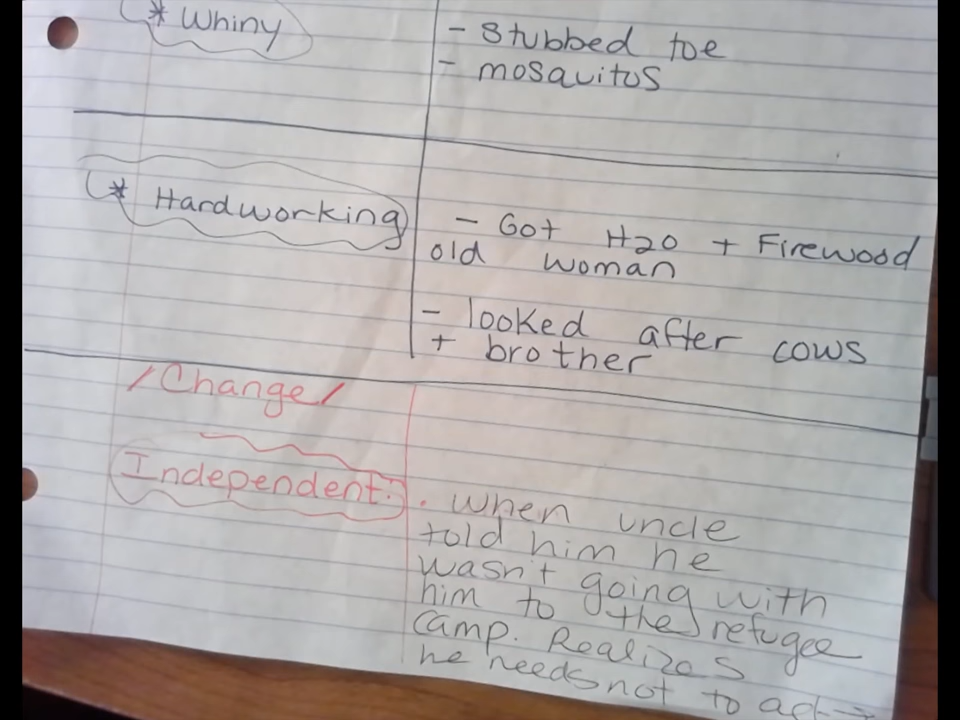 * Whiny
- Stubbed toe
- mosquitos
* Hardworking
- Got H2O + Firewood
old woman
- looked after cows
+ brother
/Change/
Independent.
. When uncle
told him he
wasn't going with
him to the refugee
camp. Realizes
he needs not to act →